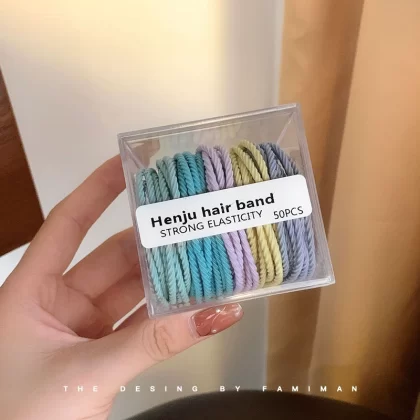 Henju hair band
STRONG ELASTICITY 50PCS
THE DESING BY FAMIMAN